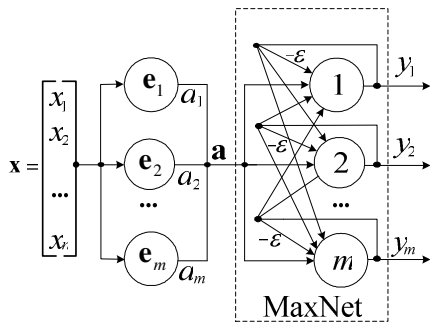 x =
x₁
x₂
...
xₙ
e₁
e₂
...
eₘ
a₁
a₂
aₘ
a
-ε
-ε
-ε
1
2
...
m
y₁
y₂
yₘ
MaxNet